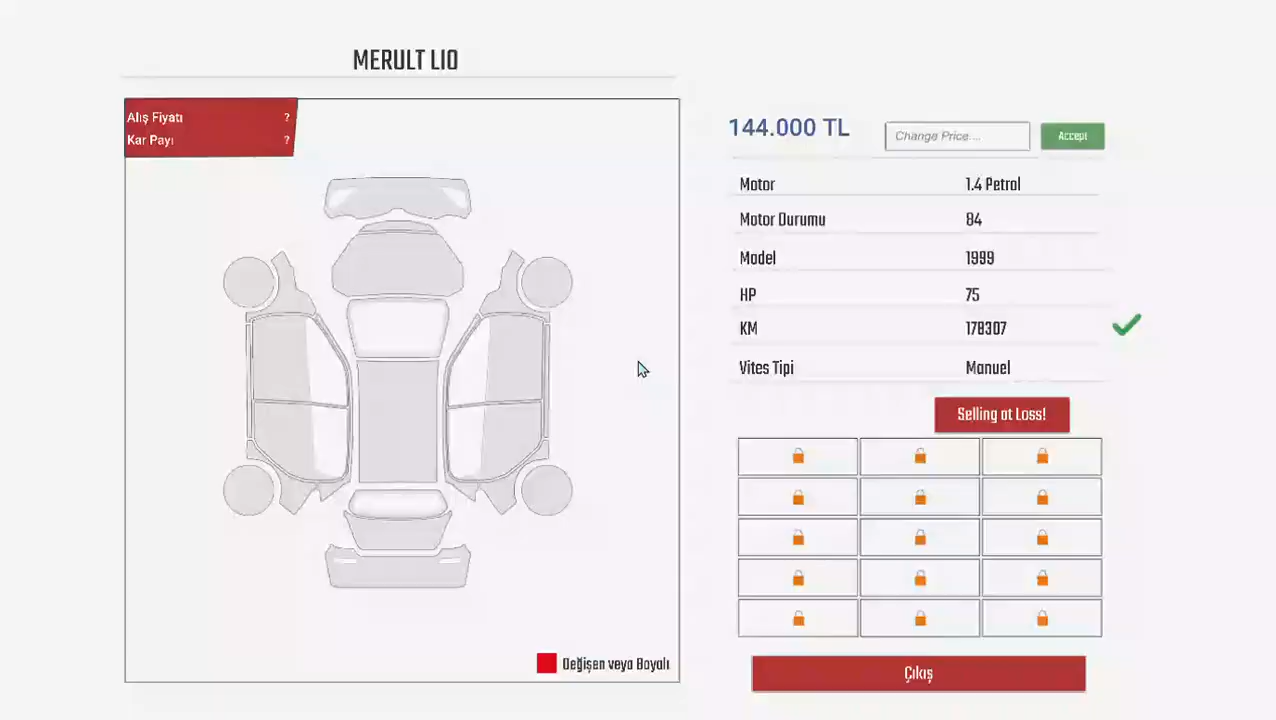 MERULT LIO
Alış Fiyatı ?
Kar Payı ?
144.000 TL
Change Price....
Accept
Motor 1.4 Petrol
Motor Durumu 84
Model 1999
HP 75
KM 178307
Vites Tipi Manuel
Selling at Loss!
Değişen veya Boyalı
Çıkış